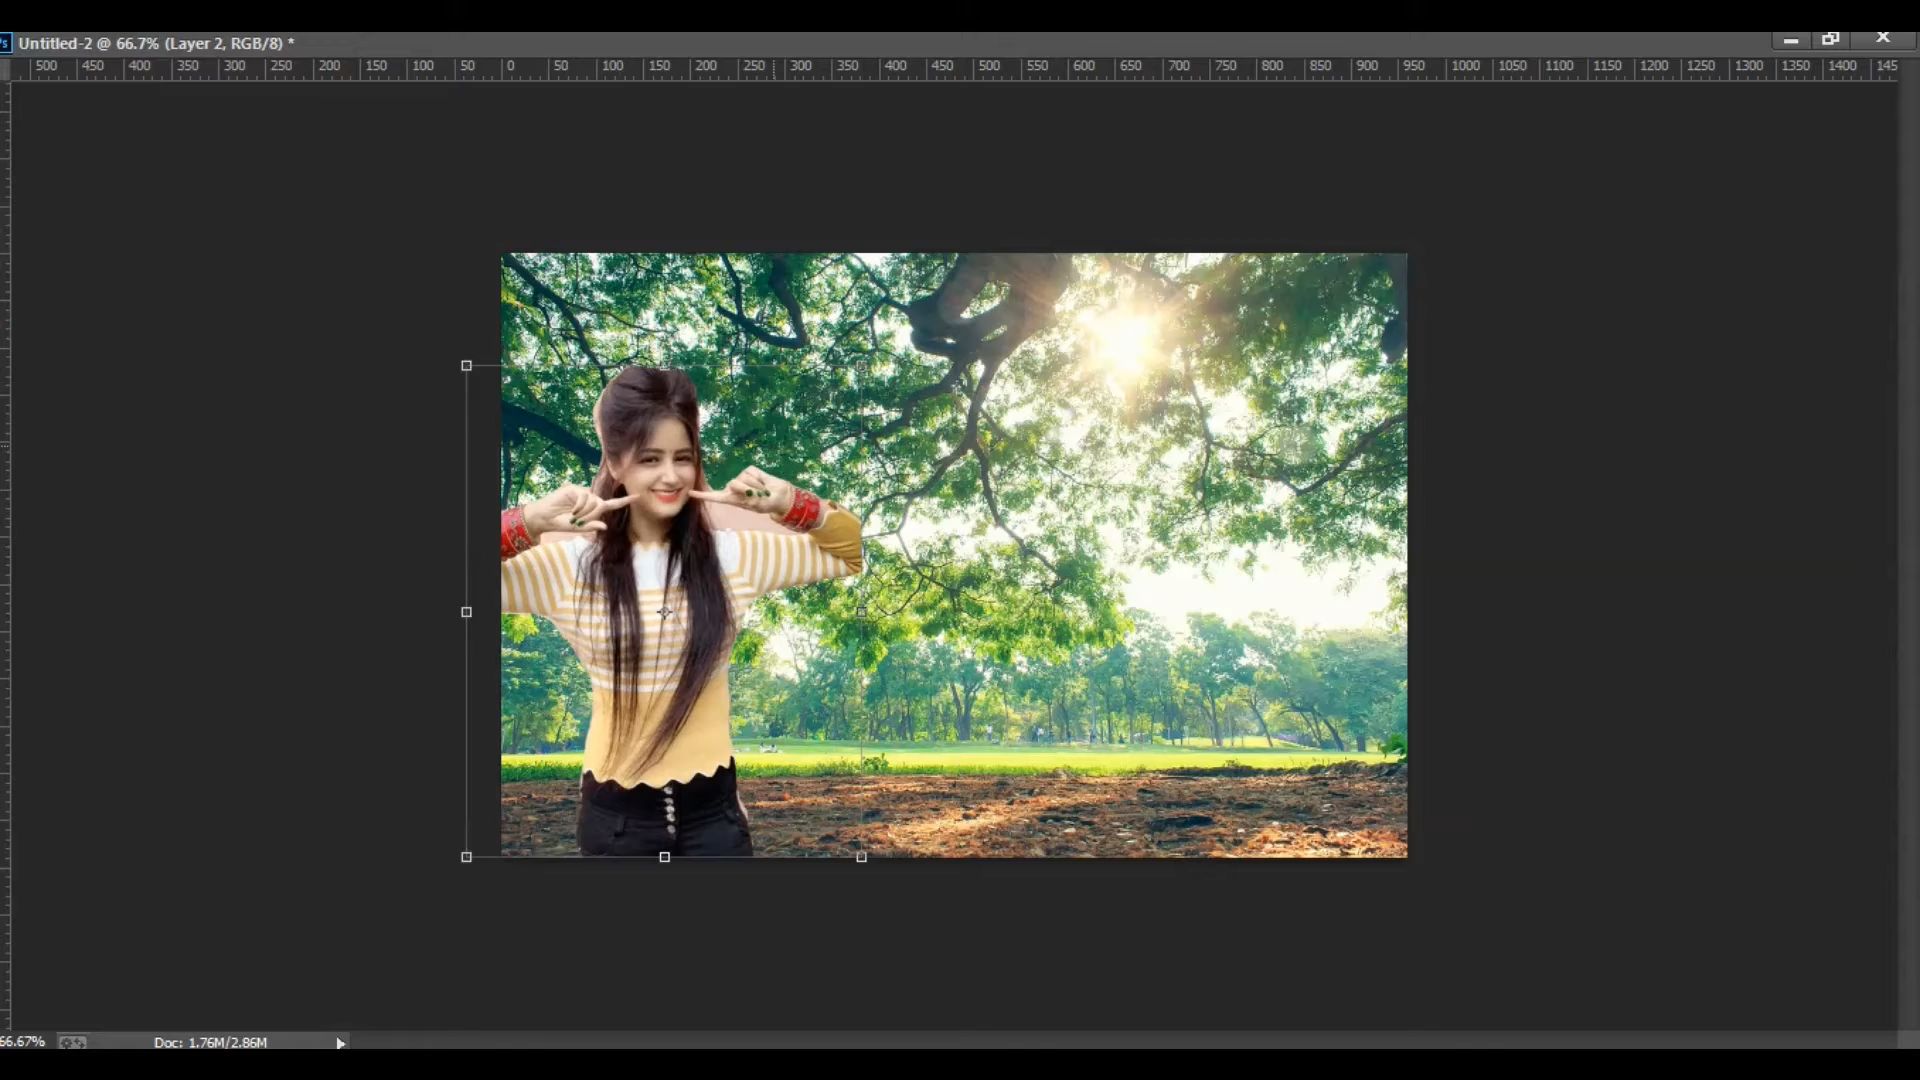 Ps Untitled-2 @ 66.7% (Layer 2, RGB/8) *
500 450 400 350 300 250 200 150 100 50 0 50 100 150 200 250 300 350 400 450 500 550 600 650 700 750 800 850 900 950 1000 1050 1100 1150 1200 1250 1300 1350 1400 145
66.67% Doc: 1.76M/2.86M